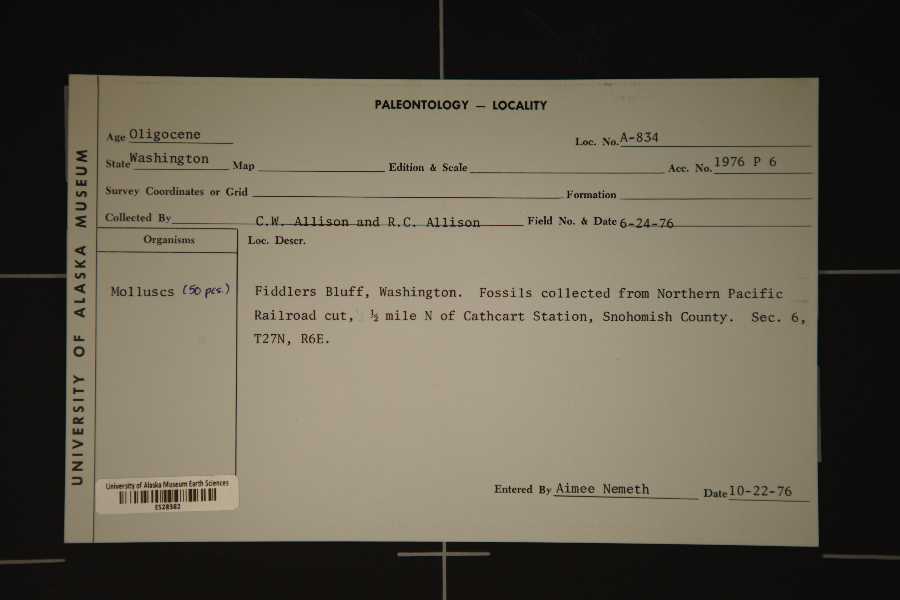 PALEONTOLOGY — LOCALITY
Age Oligocene
Loc. No. A-834
State Washington Map Edition & Scale Acc. No. 1976 P 6
Survey Coordinates or Grid Formation
Collected By C.W. Allison and R.C. Allison Field No. & Date 6-24-76
Organisms
Loc. Descr.
Molluscs (50 pcs.)
Fiddlers Bluff, Washington. Fossils collected from Northern Pacific
Railroad cut, ½ mile N of Cathcart Station, Snohomish County. Sec. 6,
T27N, R6E.
UNIVERSITY OF ALASKA MUSEUM
University of Alaska Museum Earth Sciences
ES28582
Entered By Aimee Nemeth Date 10-22-76